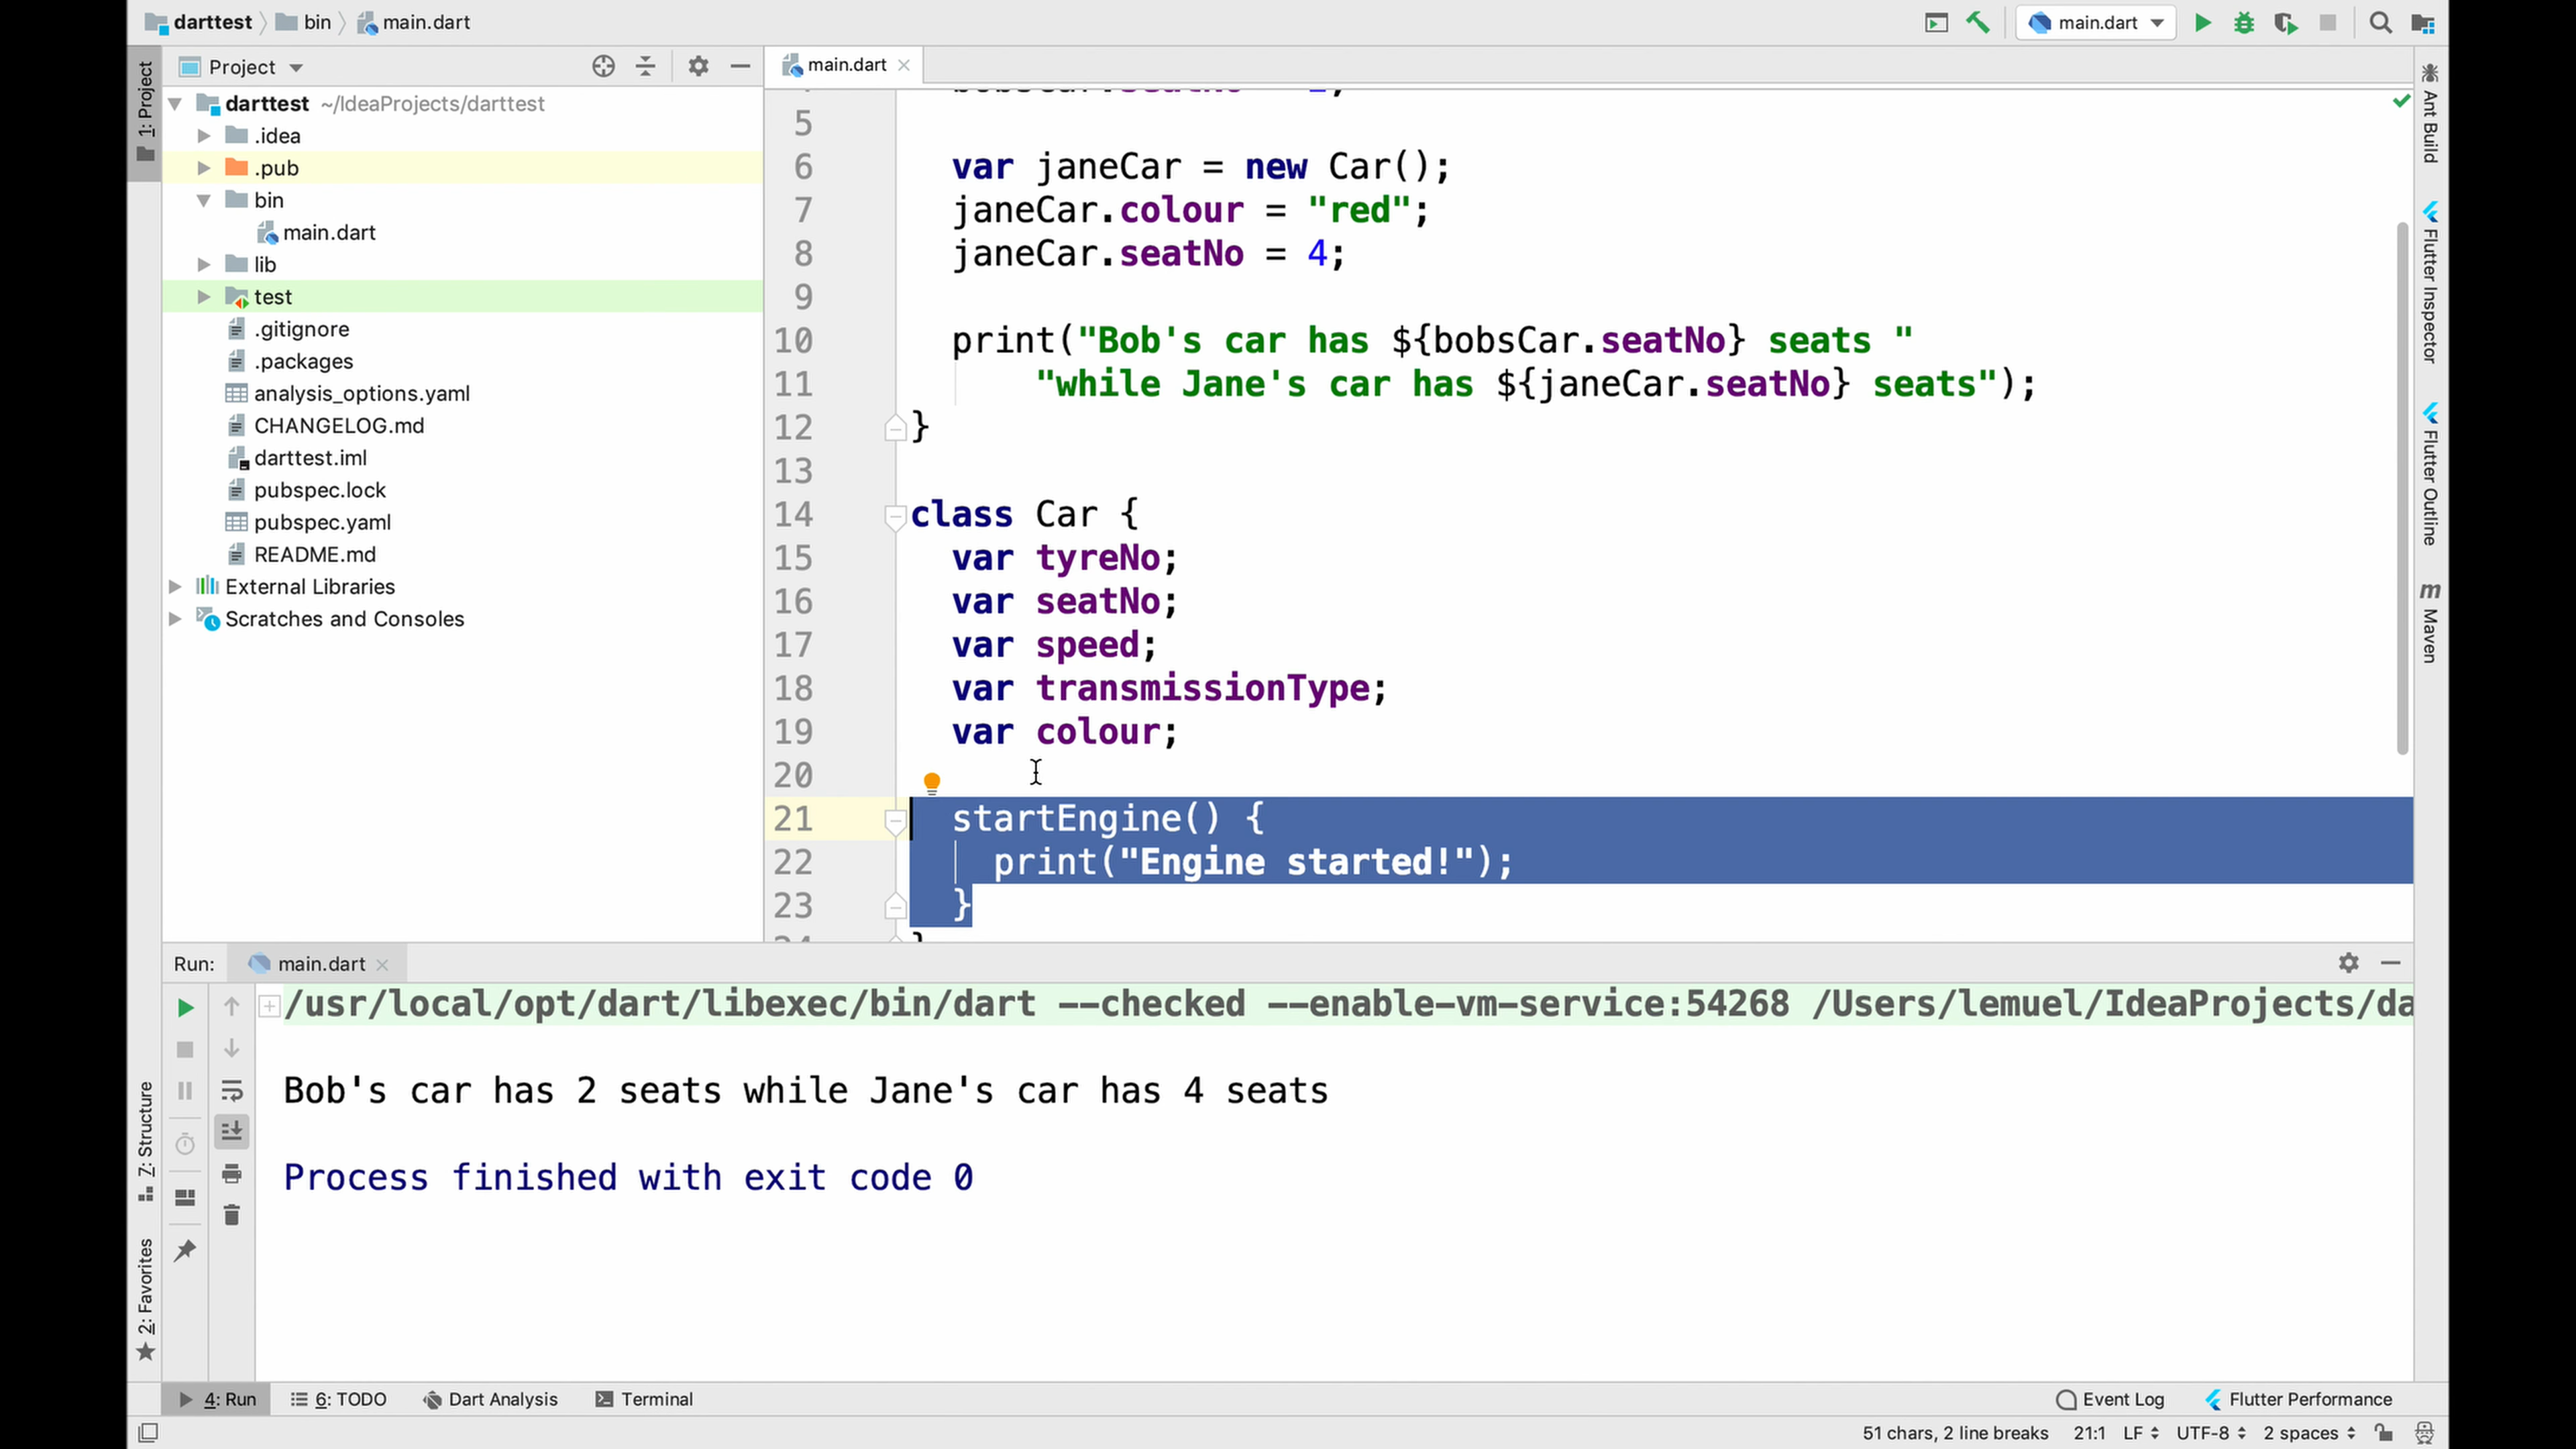 darttest
bin
main.dart
main.dart
1: Project
Project
darttest ~/IdeaProjects/darttest
.idea
.pub
bin
main.dart
lib
test
.gitignore
.packages
analysis_options.yaml
CHANGELOG.md
darttest.iml
pubspec.lock
pubspec.yaml
README.md
External Libraries
Scratches and Consoles
main.dart
5
6 var janeCar = new Car();
7 janeCar.colour = "red";
8 janeCar.seatNo = 4;
9
10 print("Bob's car has ${bobsCar.seatNo} seats "
11 "while Jane's car has ${janeCar.seatNo} seats");
12 }
13
14 class Car {
15 var tyreNo;
16 var seatNo;
17 var speed;
18 var transmissionType;
19 var colour;
20
21 startEngine() {
22 print("Engine started!");
23 }
Ant Build
Flutter Inspector
Flutter Outline
m Maven
Run: main.dart
/usr/local/opt/dart/libexec/bin/dart --checked --enable-vm-service:54268 /Users/lemuel/IdeaProjects/da
Bob's car has 2 seats while Jane's car has 4 seats
Process finished with exit code 0
Z: Structure
2: Favorites
4: Run
6: TODO
Dart Analysis
Terminal
Event Log
Flutter Performance
51 chars, 2 line breaks 21:1 LF UTF-8 2 spaces